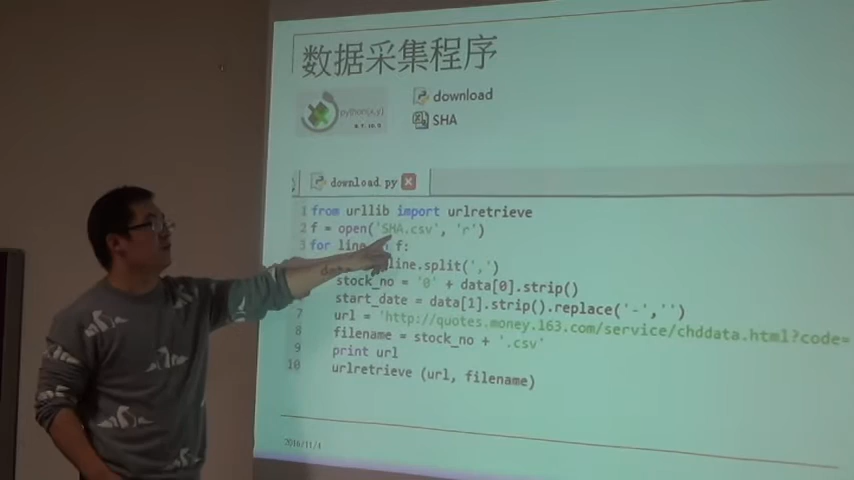 数据采集程序
python(x,y)
download
SHA
download.py
1 from urllib import urlretrieve
2 f = open('SHA.csv', 'r')
3 for line in f:
line.split(',')
stock_no = '0' + data[0].strip()
start_date = data[1].strip().replace('-','')
7 url = 'http://quotes.money.163.com/service/chddata.html?code=
8 filename = stock_no + '.csv'
9 print url
10 urlretrieve (url, filename)
2016/11/4